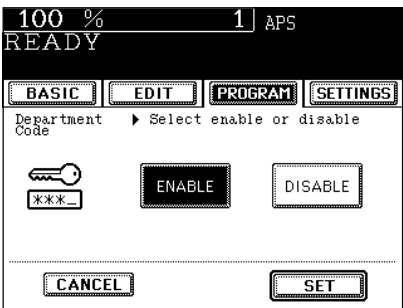 100 % 1 APS
READY
BASIC EDIT PROGRAM SETTINGS
Department ▶ Select enable or disable
Code
ENABLE DISABLE
***_
CANCEL SET